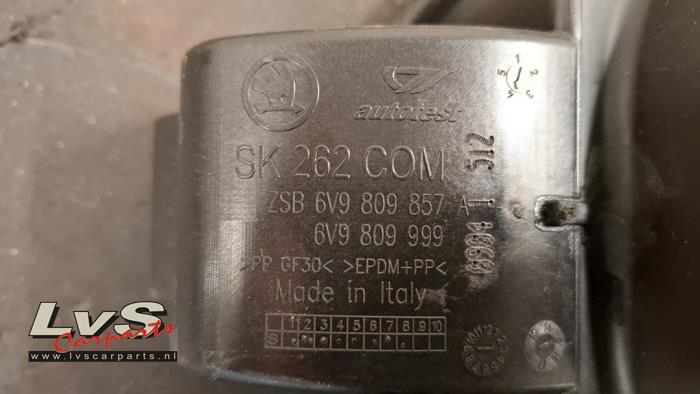 autotest
SK 262 COM
ZSB 6V9 809 857 A
6V9 809 999
>PP GF30< >EPDM+PP<
Made in Italy
1 2 3 4 5 6 7 8 9 10
S
512
LvS
Carparts
www.lvscarparts.nl